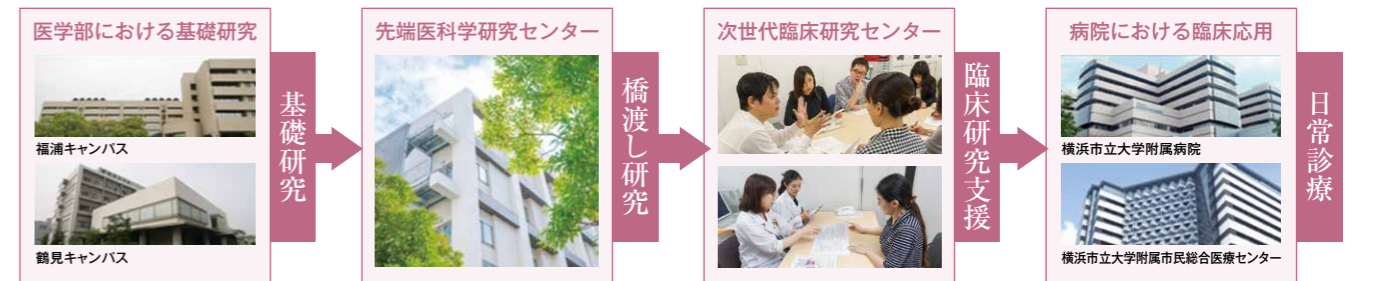 医学部における基礎研究
福浦キャンパス
鶴見キャンパス
基礎研究
先端医科学研究センター
橋渡し研究
次世代臨床研究センター
臨床研究支援
病院における臨床応用
横浜市立大学附属病院
横浜市立大学附属市民総合医療センター
日常診療